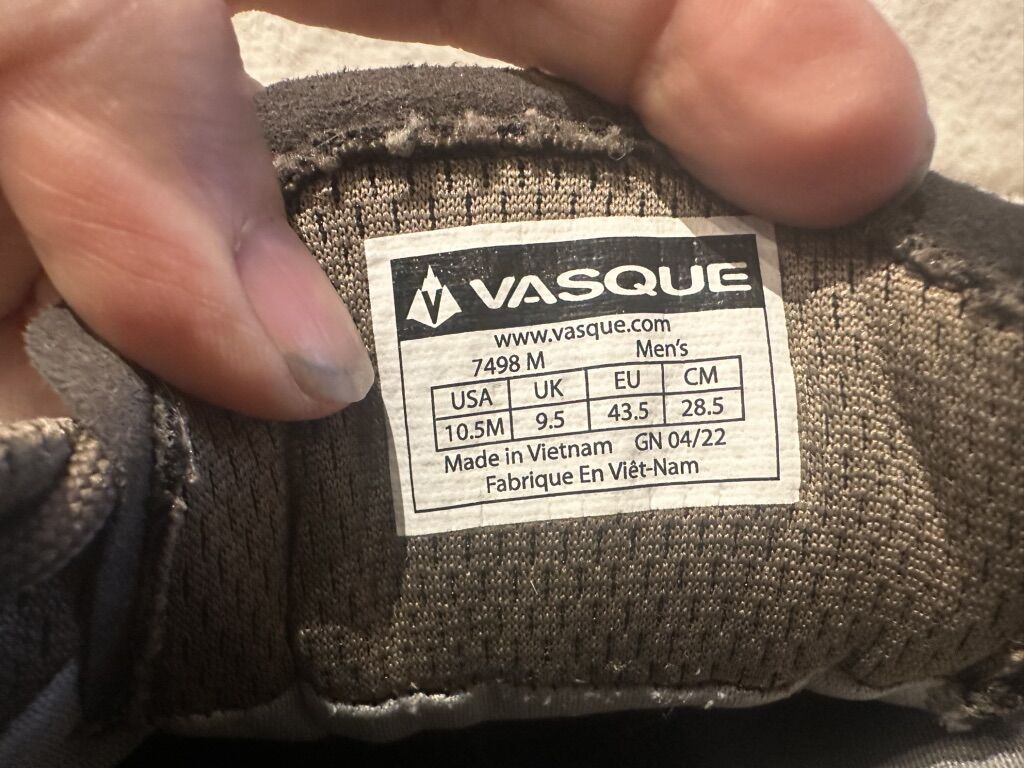 V VASQUE
www.vasque.com
7498 M Men's
USA UK EU CM
10.5M 9.5 43.5 28.5
Made in Vietnam GN 04/22
Fabrique En Viêt-Nam